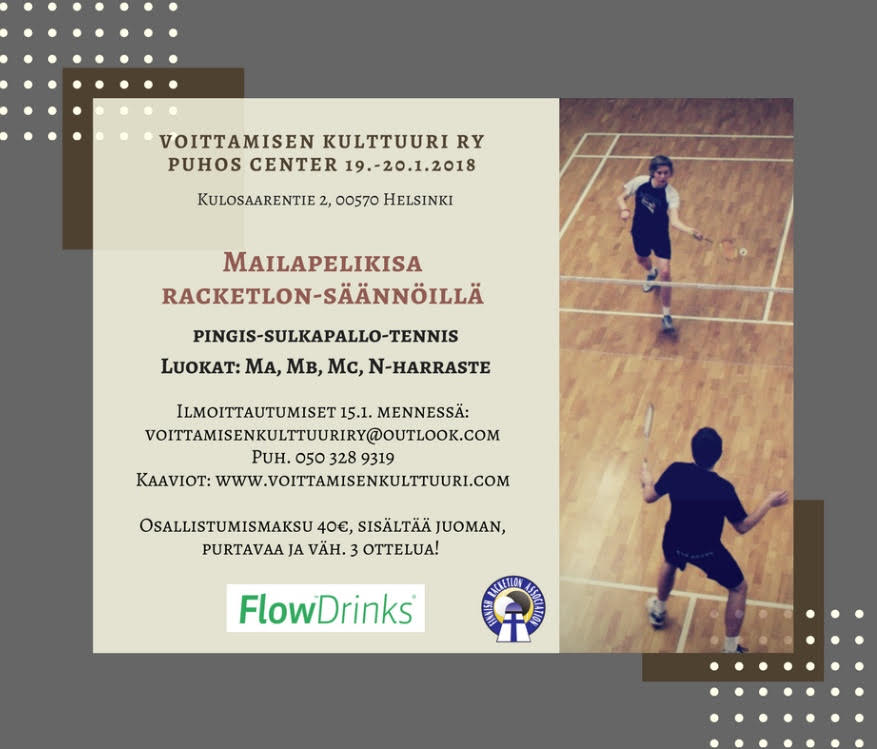 Voittamisen kulttuuri ry
Puhos Center 19.-20.1.2018
Kulosaarentie 2, 00570 Helsinki
Mailapelikisa
racketlon-säännöillä
pingis-sulkapallo-tennis
Luokat: Ma, Mb, Mc, N-harraste
Ilmoittautumiset 15.1. mennessä:
voittamisenkulttuuriry@outlook.com
Puh. 050 328 9319
Kaaviot: www.voittamisenkulttuuri.com
Osallistumismaksu 40€, sisältää juoman,
purtavaa ja väh. 3 ottelua!
FlowDrinks
FINNISH RACKETLON ASSOCIATION